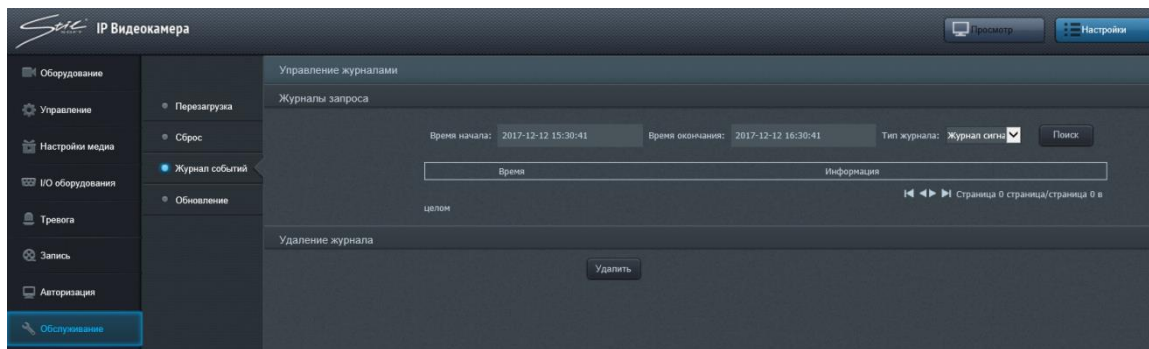 Stil IP Видеокамера
Просмотр
Настройки
Оборудование
Управление
Настройки медиа
I/O оборудования
Тревога
Запись
Авторизация
Обслуживание
Перезагрузка
Сброс
Журнал событий
Обновление
Управление журналами
Журналы запроса
Время начала: 2017-12-12 15:30:41 Время окончания: 2017-12-12 16:30:41 Тип журнала: Журнал сигна Поиск
Время Информация
Страница 0 страница/страница 0 в
целом
Удаление журнала
Удалить